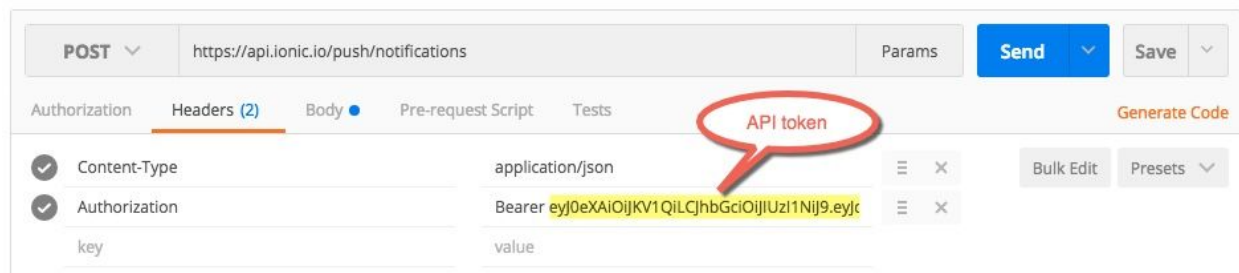 POST https://api.ionic.io/push/notifications Params Send Save
Authorization Headers (2) Body Pre-request Script Tests Generate Code
API token
Content-Type application/json Bulk Edit Presets
Authorization Bearer eyJ0eXAiOiJKV1QiLCJhbGciOiJIUzI1NiJ9.eyJc
key value